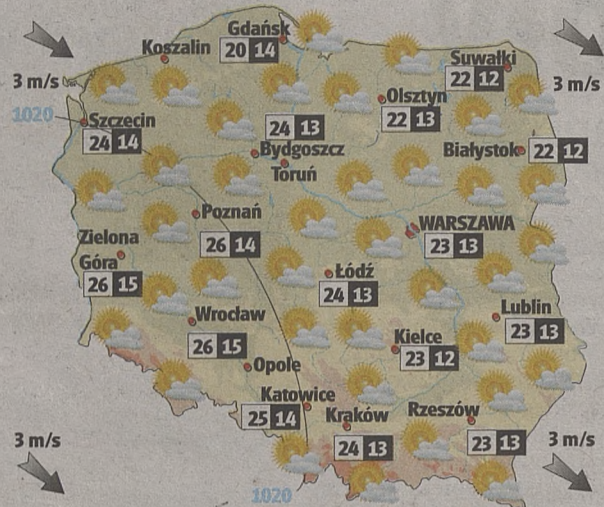 Gdańsk
20 14
Koszalin
Suwałki
22 12
3 m/s
3 m/s
Olsztyn
22 13
1020
Szczecin
24 14
24 13
Bydgoszcz
Toruń
Białystok
22 12
Poznań
26 14
WARSZAWA
23 13
Zielona
Góra
26 15
Łódź
24 13
Wrocław
26 15
Lublin
23 13
Kielce
23 12
Opole
Katowice
25 14
Kraków
24 13
Rzeszów
23 13
3 m/s
3 m/s
1020